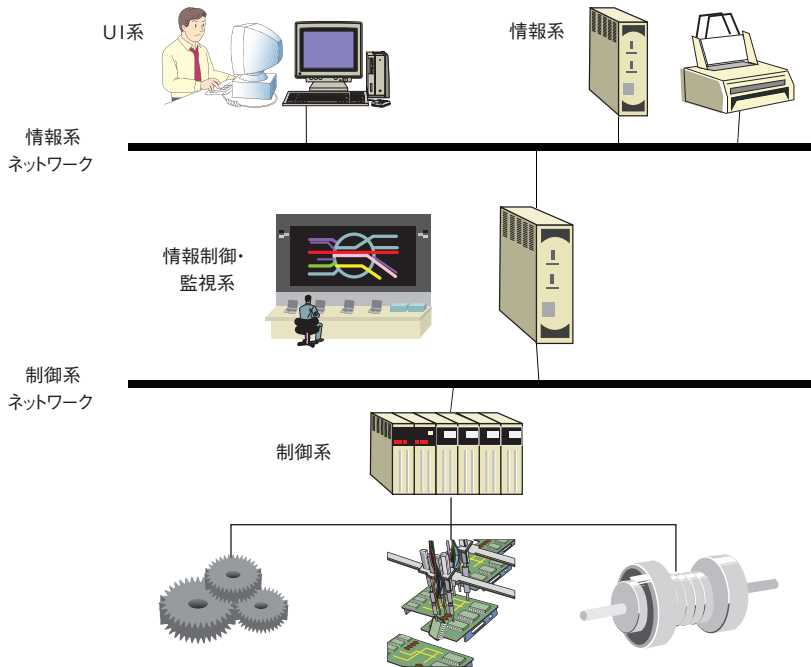 UI系
情報系
情報系
ネットワーク
情報制御・
監視系
制御系
ネットワーク
制御系